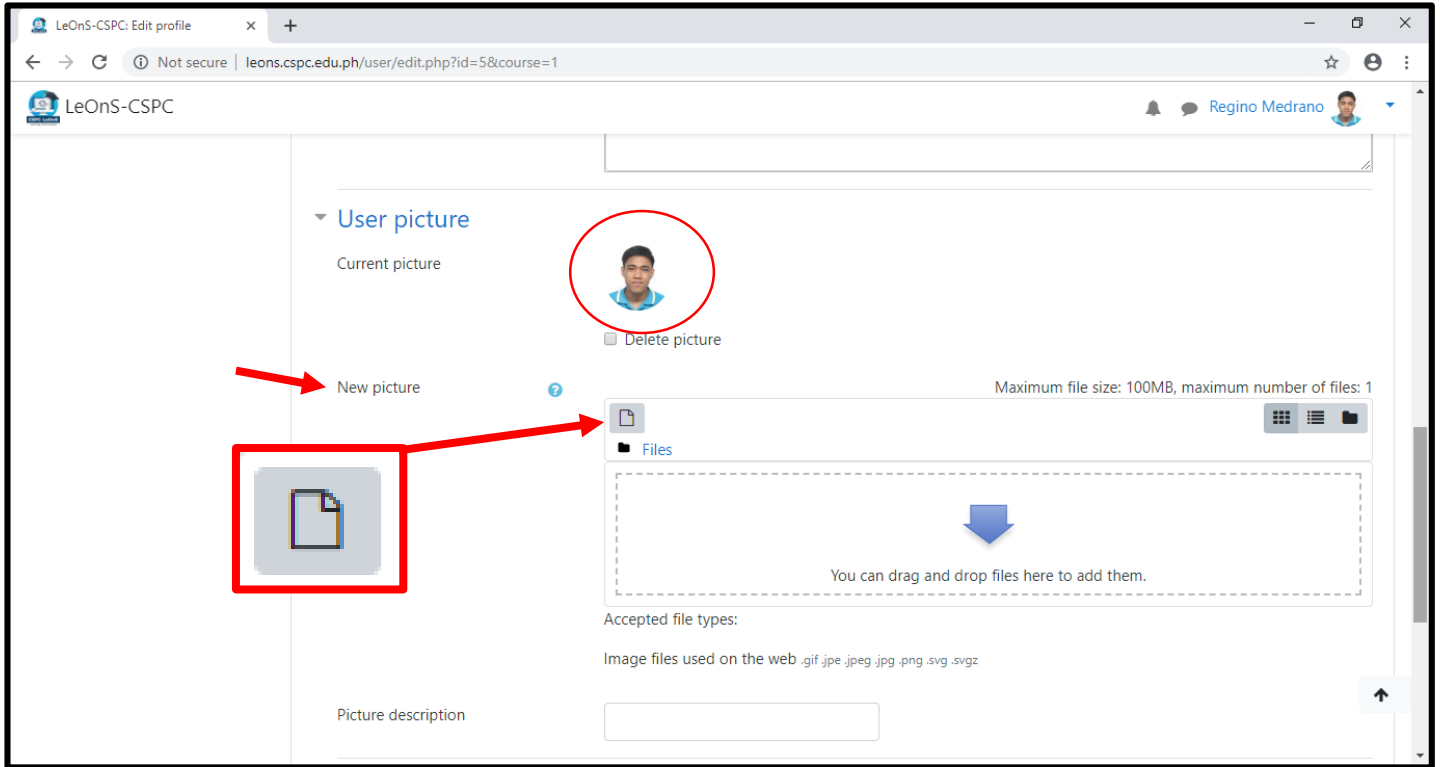 LeOnS-CSPC: Edit profile
Not secure | leons.cspc.edu.ph/user/edit.php?id=5&course=1
LeOnS-CSPC
Regino Medrano
User picture
Current picture
Delete picture
New picture
Maximum file size: 100MB, maximum number of files: 1
Files
You can drag and drop files here to add them.
Accepted file types:
Image files used on the web .gif .jpe .jpeg .jpg .png .svg .svgz
Picture description